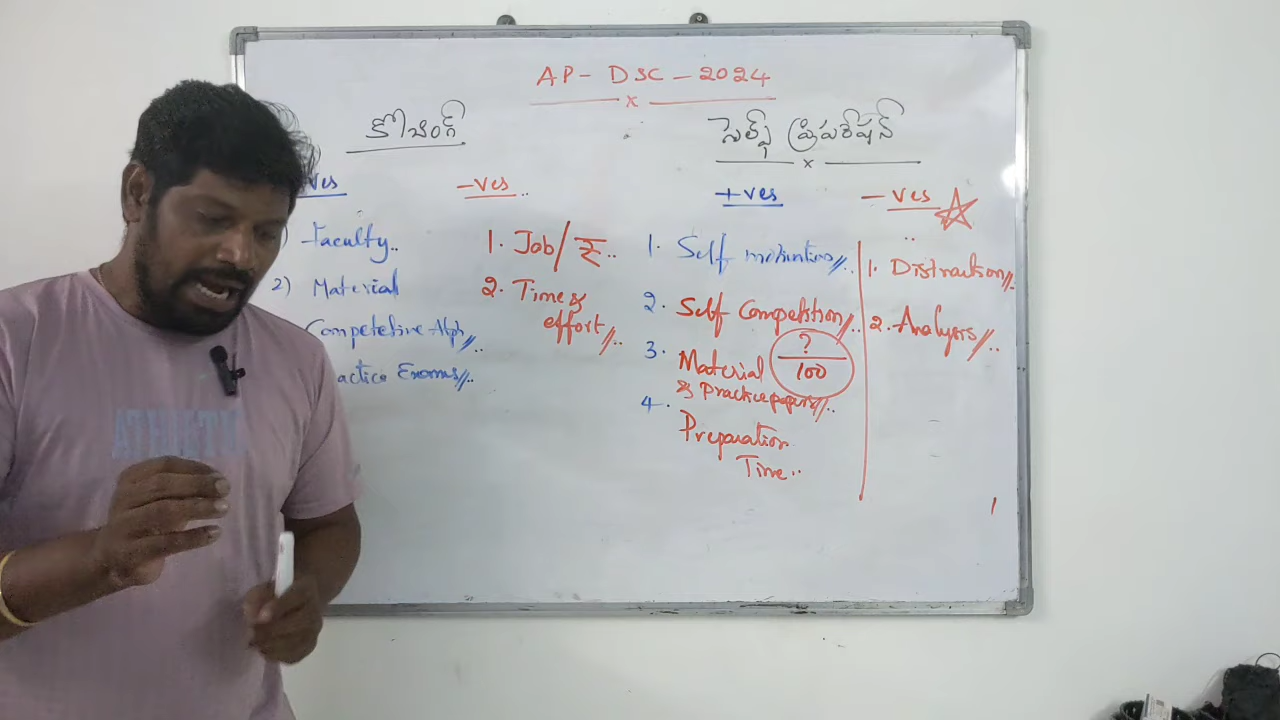 AP - DSC - 2024
కోచింగ్
ves
-ves ..
) Faculty..
2) Material
Competetive Atph
actice Exams
1. Job/₹..
2. Time &
effort
సెల్ఫ్ ప్రిపరేషన్
+ves
1. Self motivation
2. Self Competition
3. Material
& Practice papers
?
100
4. Preparation
Time..
-ves
1. Distraction
2. Analysis
ATHLETIC